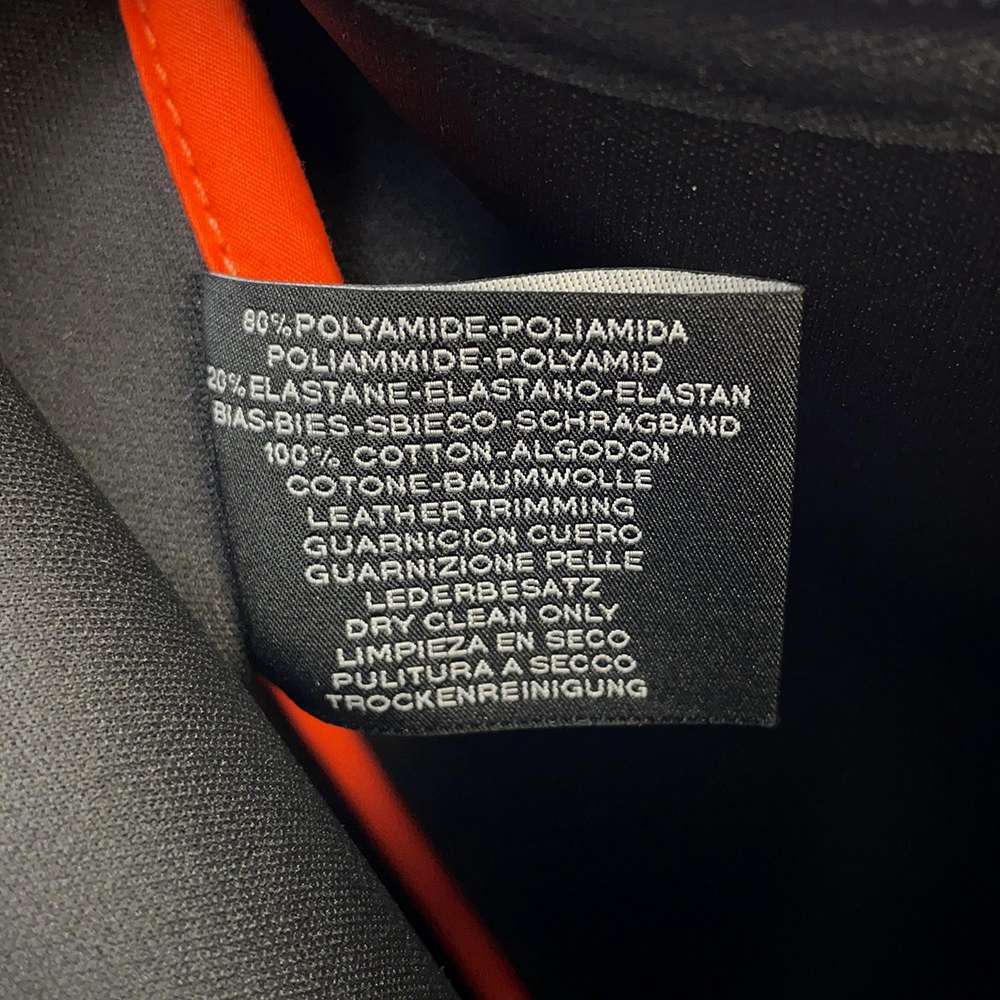 80% POLYAMIDE-POLIAMIDA
POLIAMMIDE-POLYAMID
20% ELASTANE-ELASTANO-ELASTAN
BIAS-BIES-SBIECO-SCHRÄGBAND
100% COTTON-ALGODON
COTONE-BAUMWOLLE
LEATHER TRIMMING
GUARNICION CUERO
GUARNIZIONE PELLE
LEDERBESATZ
DRY CLEAN ONLY
LIMPIEZA EN SECO
PULITURA A SECCO
TROCKENREINIGUNG